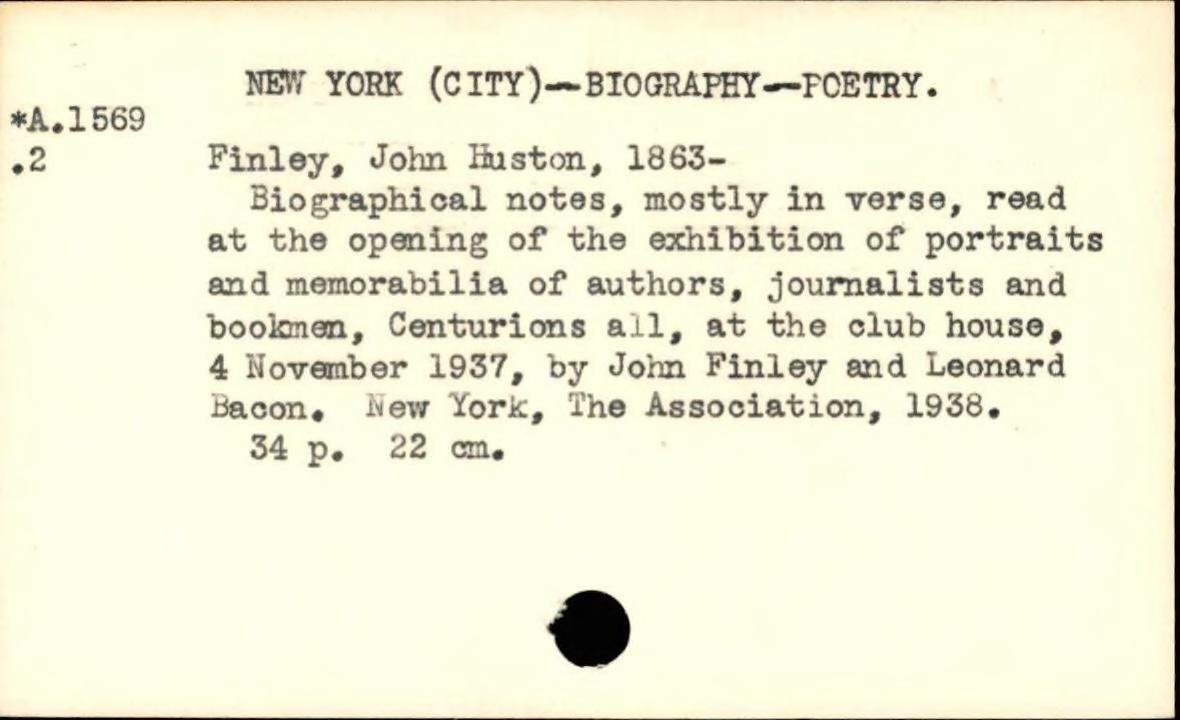 NEW YORK (CITY)—BIOGRAPHY—POETRY.
*A.1569
.2 Finley, John Huston, 1863-
Biographical notes, mostly in verse, read
at the opening of the exhibition of portraits
and memorabilia of authors, journalists and
bookmen, Centurions all, at the club house,
4 November 1937, by John Finley and Leonard
Bacon. New York, The Association, 1938.
34 p. 22 cm.